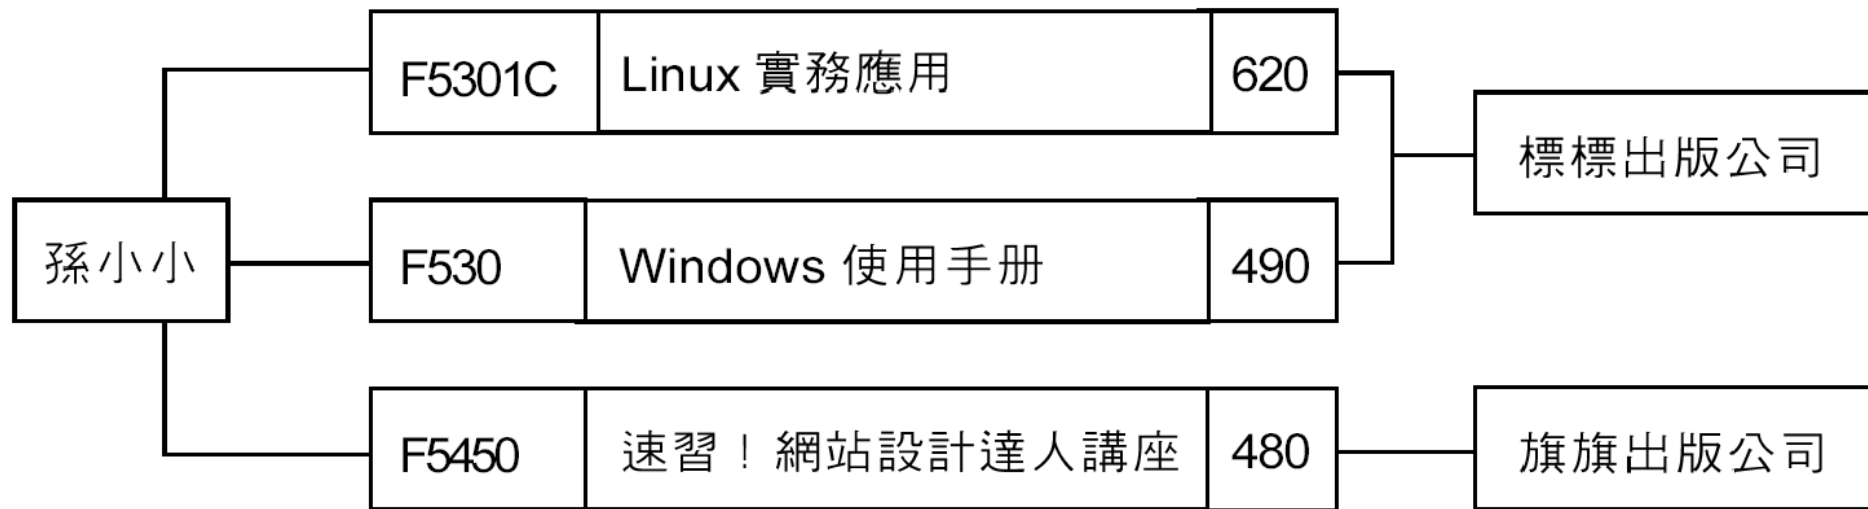 F5301C Linux 實務應用 620
標標出版公司
孫小小 F530 Windows 使用手册 490
F5450 速習！網站設計達人講座 480 旗旗出版公司